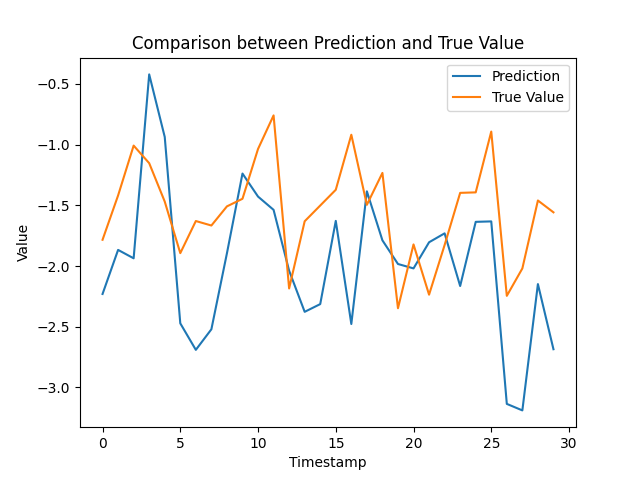 Comparison between Prediction and True Value
Prediction
True Value
−0.5
−1.0
−1.5
−2.0
−2.5
−3.0
Value
0 5 10 15 20 25 30
Timestamp